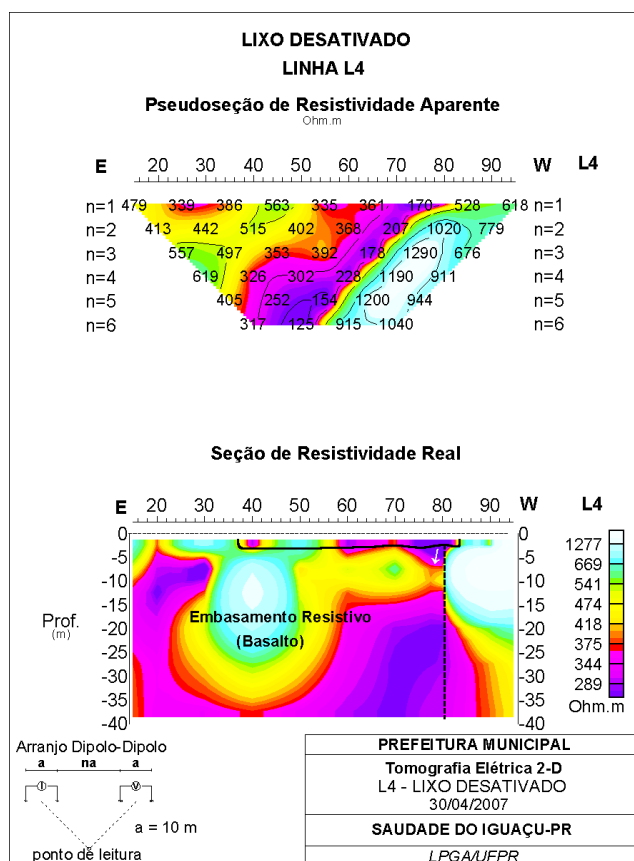 LIXO DESATIVADO
LINHA L4
Pseudoseção de Resistividade Aparente
Ohm.m
E 20 30 40 50 60 70 80 90 W L4
n=1 479 339 386 563 335 361 170 528 618 n=1
n=2 413 442 515 402 368 207 1020 779 n=2
n=3 557 497 353 392 178 1290 676 n=3
n=4 619 326 302 228 1190 911 n=4
n=5 405 252 154 1200 944 n=5
n=6 317 125 915 1040 n=6
Seção de Resistividade Real
E 20 30 40 50 60 70 80 90 W L4
0 0
-5 -5 1277
-10 -10 669
-15 -15 541
Prof. -20 -20 474
(m) -25 -25 418
-30 -30 375
-35 -35 344
-40 -40 289
Ohm.m
Embasamento Resistivo
(Basalto)
Arranjo Dipolo-Dipolo
a na a
I V
a = 10 m
ponto de leitura
PREFEITURA MUNICIPAL
Tomografia Elétrica 2-D
L4 - LIXO DESATIVADO
30/04/2007
SAUDADE DO IGUAÇU-PR
LPGA/UFPR